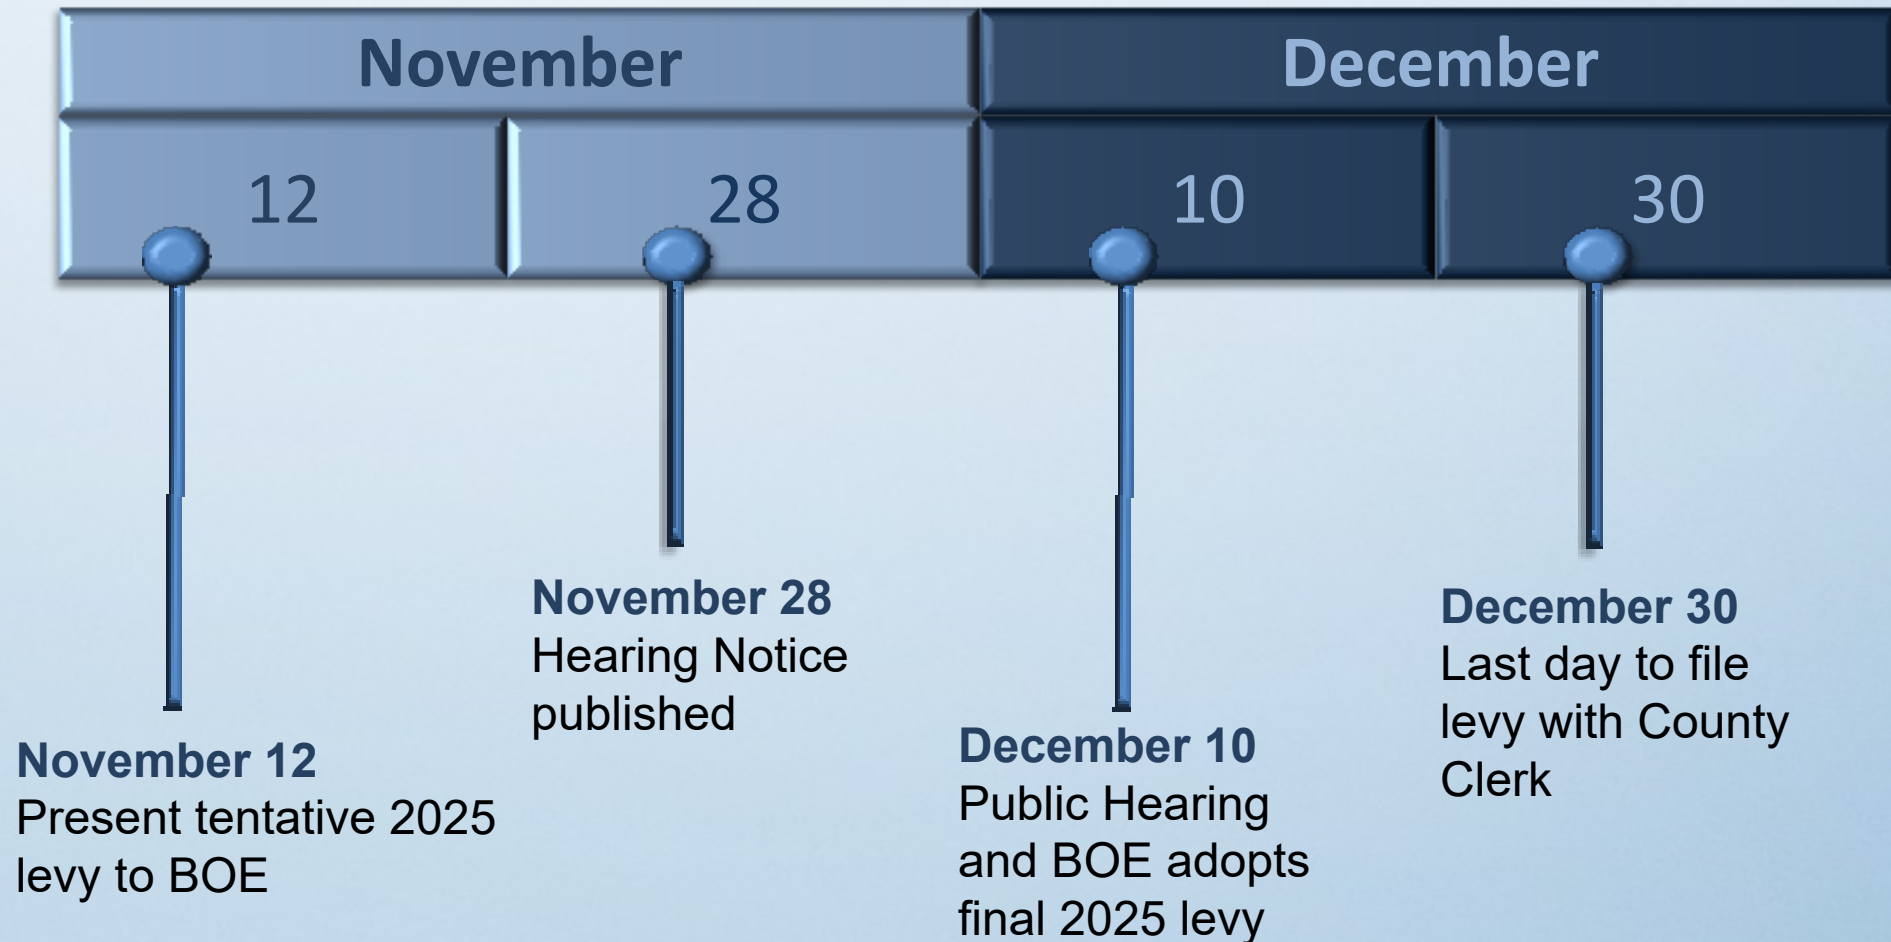 November
December
12
28
10
30
November 12
Present tentative 2025
levy to BOE
November 28
Hearing Notice
published
December 10
Public Hearing
and BOE adopts
final 2025 levy
December 30
Last day to file
levy with County
Clerk